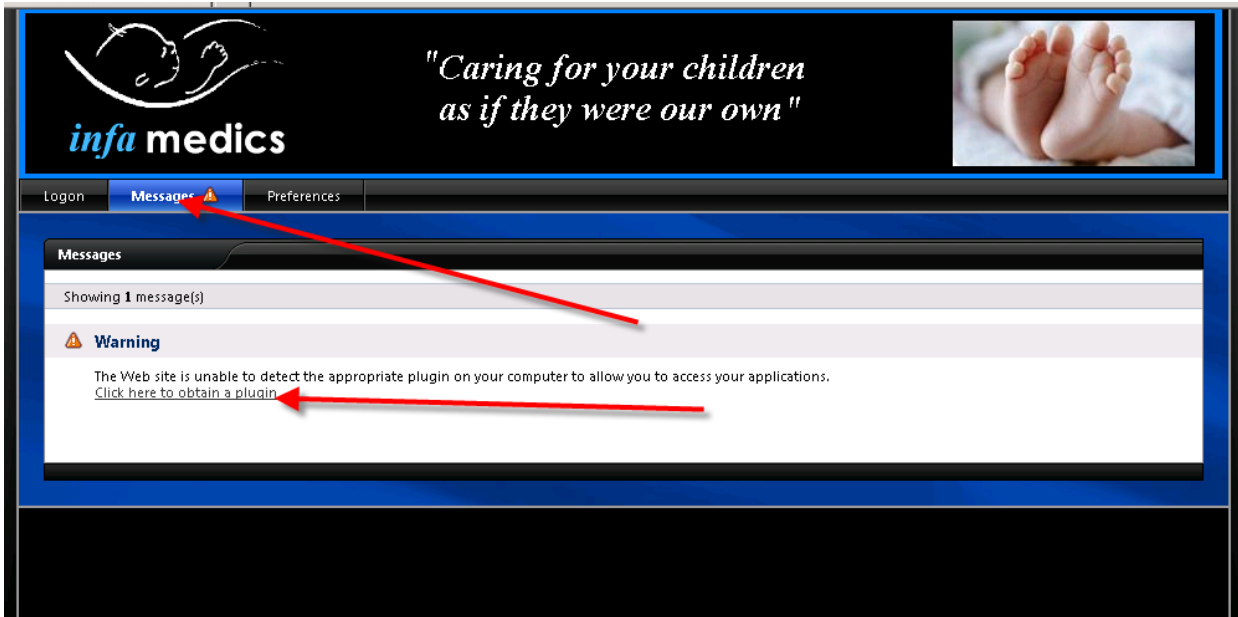 "Caring for your children
as if they were our own"
infa medics
Logon Messages Preferences
Messages
Showing 1 message(s)
Warning
The Web site is unable to detect the appropriate plugin on your computer to allow you to access your applications.
Click here to obtain a plugin